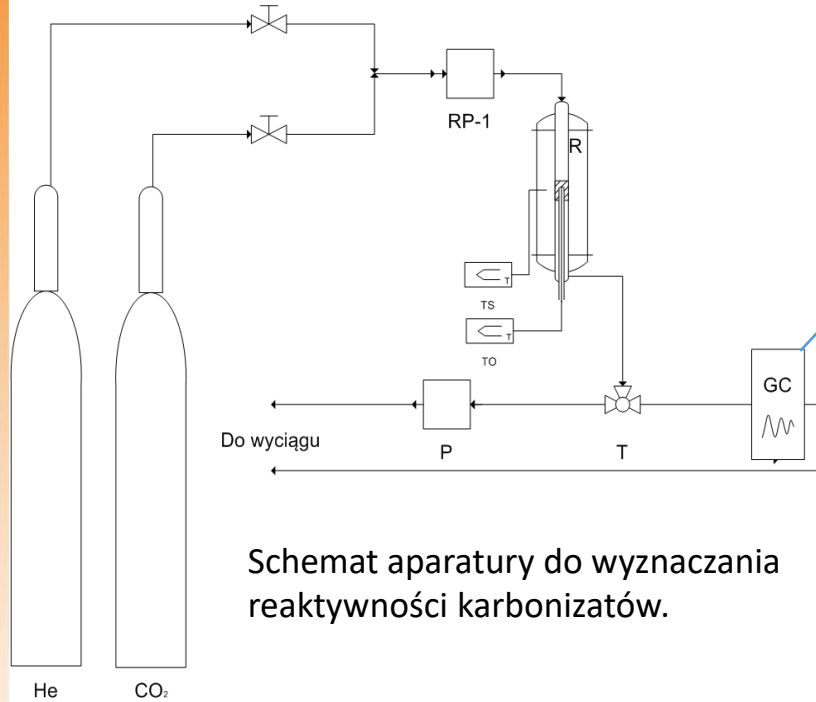 RP-1
R
T
TS
T
TO
GC
Do wyciągu
P
T
Schemat aparatury do wyznaczania
reaktywności karbonizatów.
He
CO₂